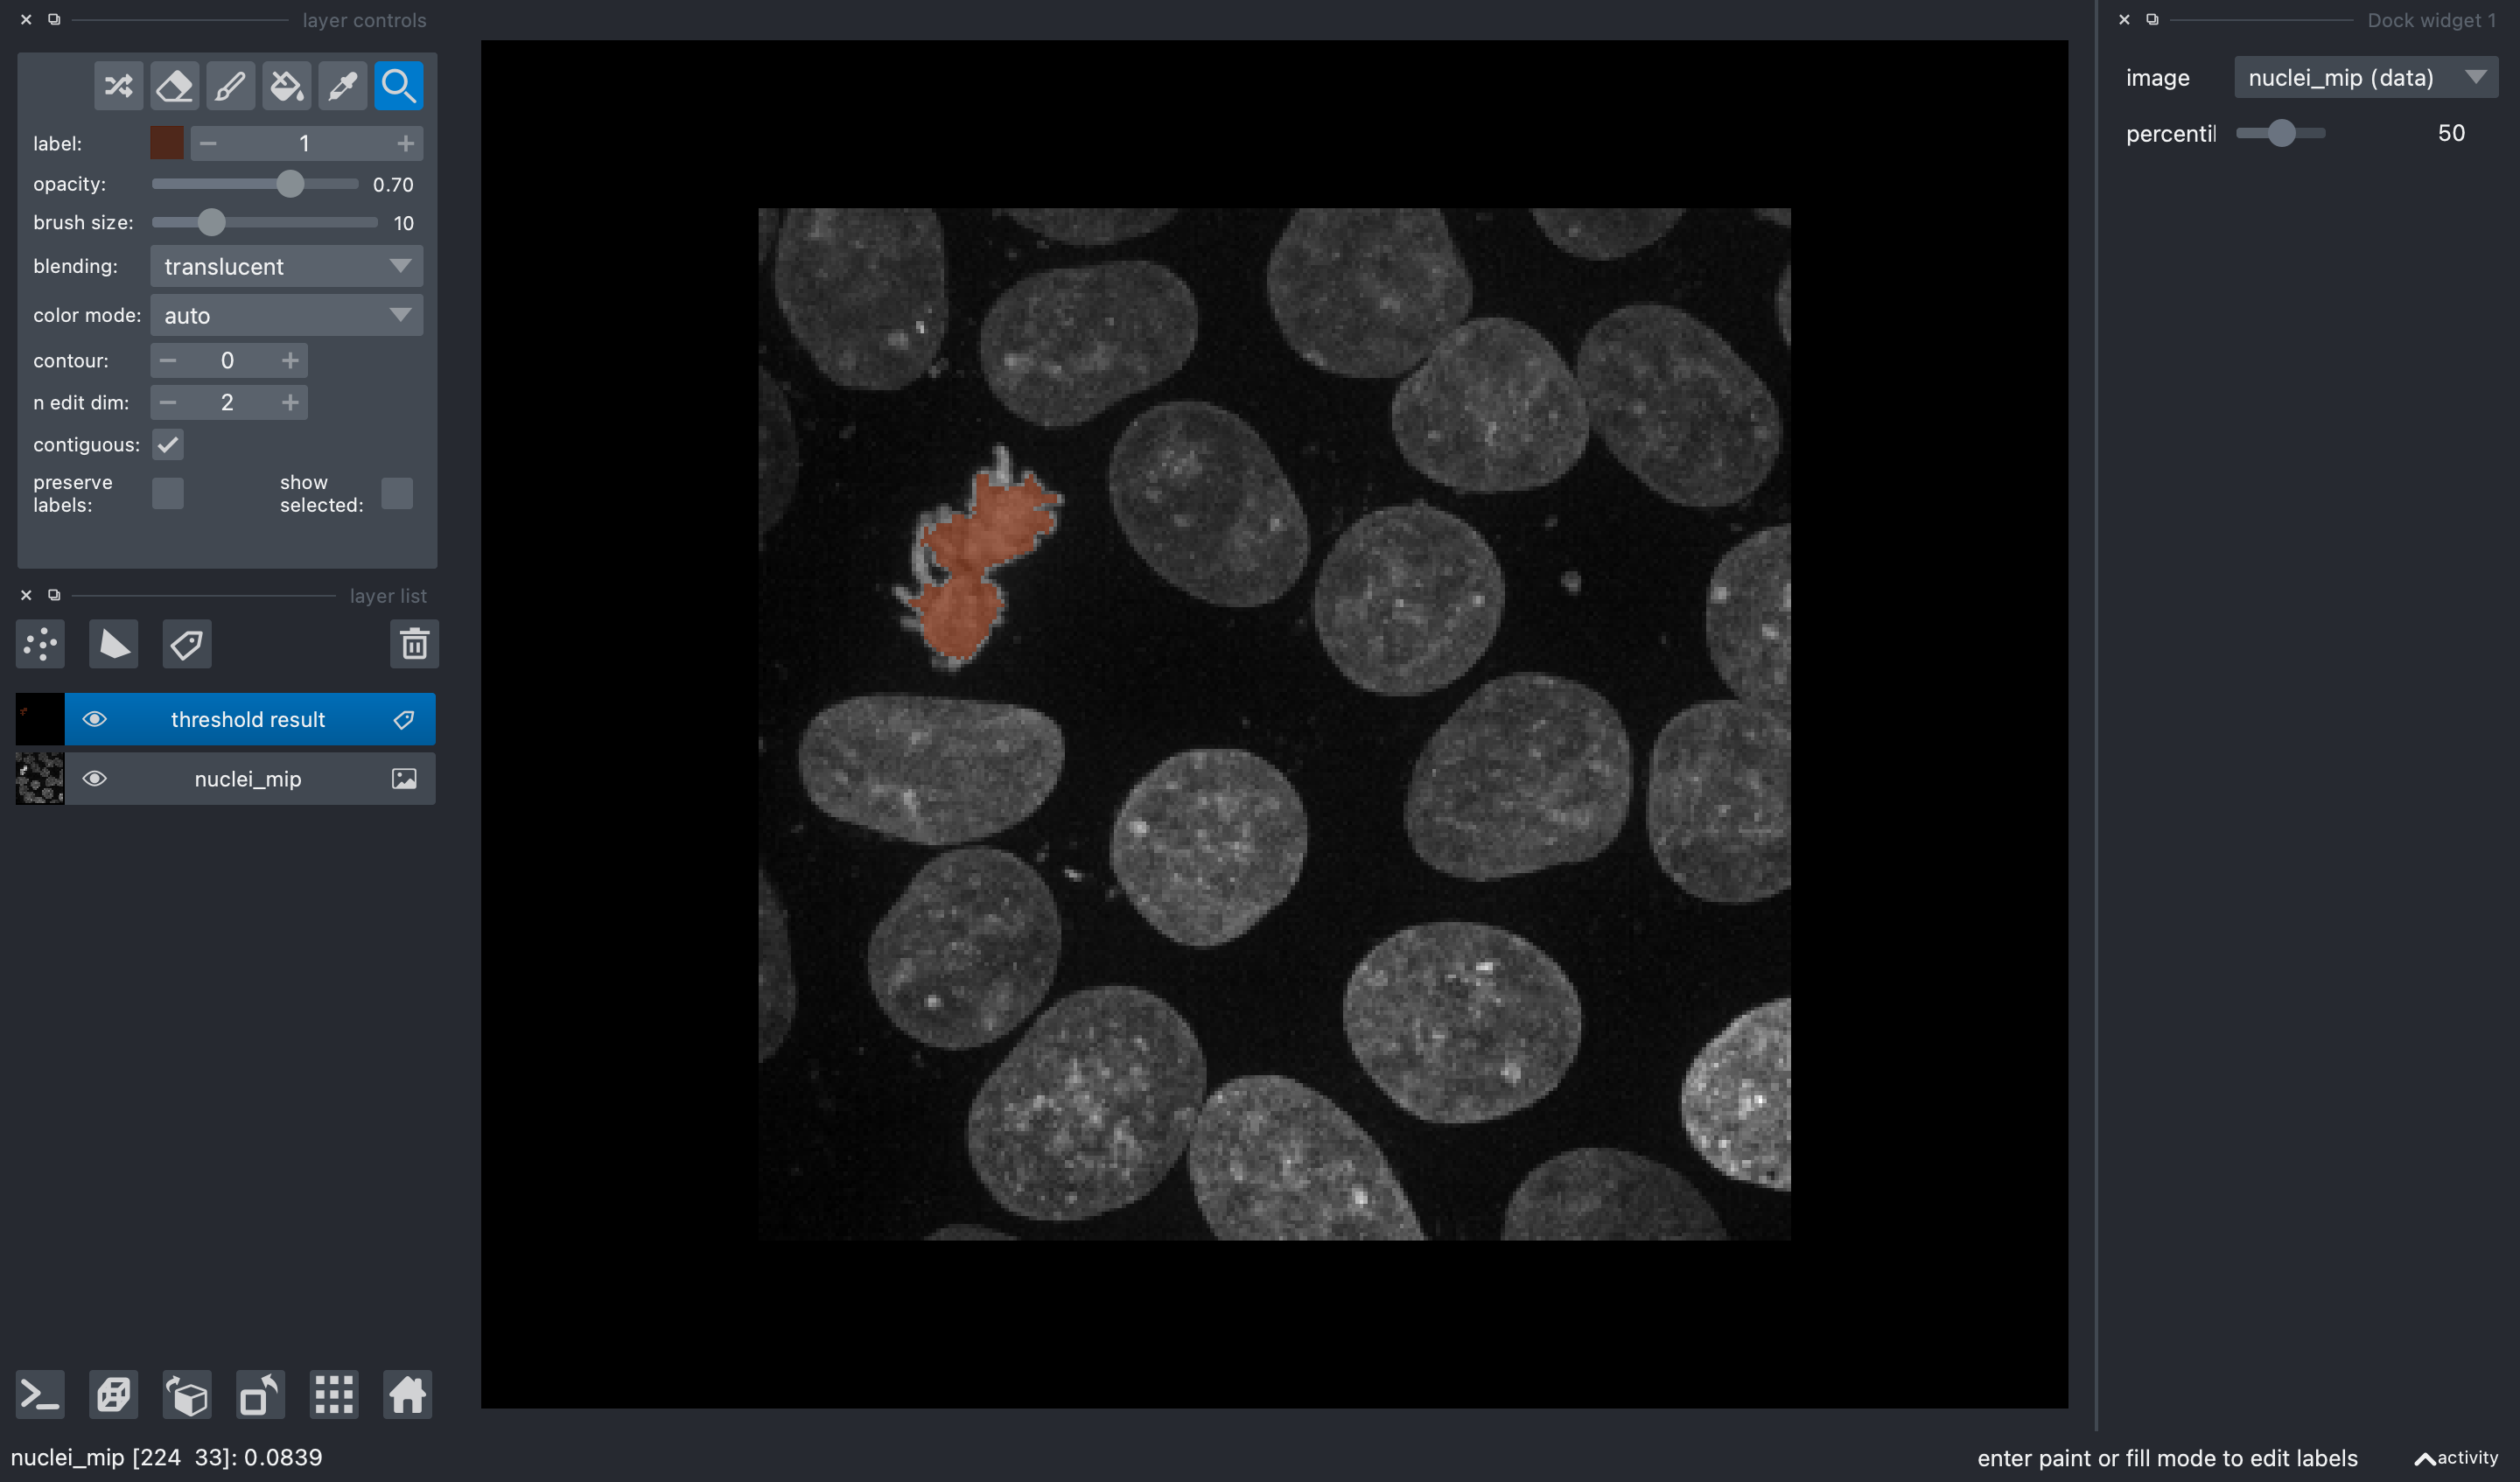 layer controls
label:
1
opacity:
0.70
brush size:
10
blending:
translucent
color mode:
auto
contour:
0
n edit dim:
2
contiguous:
preserve
labels:
show
selected:
layer list
threshold result
nuclei_mip
nuclei_mip [224 33]: 0.0839
Dock widget 1
image
nuclei_mip (data)
percentil
50
enter paint or fill mode to edit labels
activity